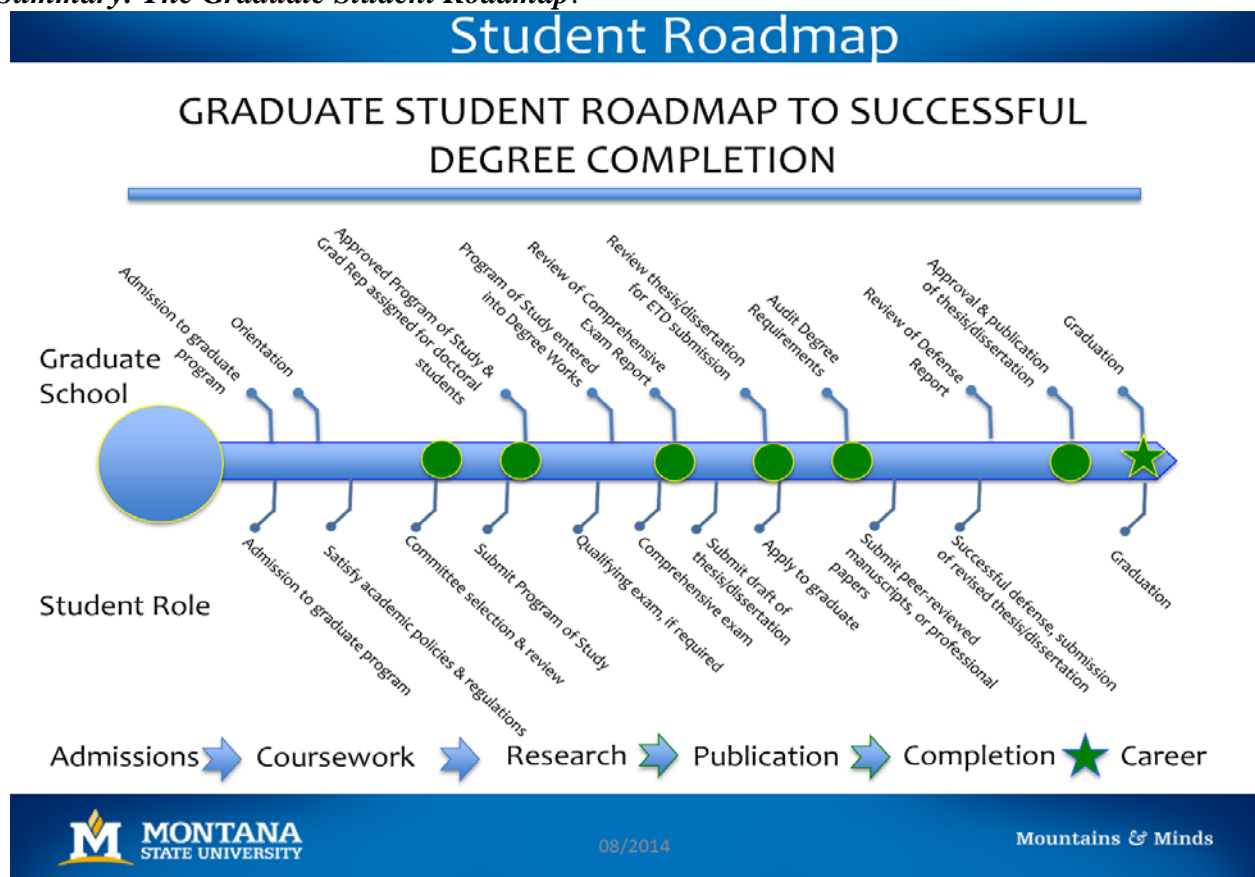 Summary: The Graduate Student Roadmap:
Student Roadmap
GRADUATE STUDENT ROADMAP TO SUCCESSFUL
DEGREE COMPLETION
Graduate
School
Admission to graduate
program
Orientation
Approved Program of Study &
Grad Rep assigned for doctoral
students
Program of Study entered
into Degree Works
Review of Comprehensive
Exam Report
Review thesis/dissertation
for ETD submission
Audit Degree
Requirements
Review of Defense
Report
Approval & publication
of thesis/dissertation
Graduation
Student Role
Admission to graduate program
Satisfy academic policies & regulations
Committee selection & review
Submit Program of Study
Qualifying exam, if required
Comprehensive exam
Submit draft of
thesis/dissertation
Apply to graduate
Submit peer-reviewed
manuscripts, or professional
papers
Successful defense, submission
of revised thesis/dissertation
Graduation
Admissions Coursework Research Publication Completion Career
M MONTANA
STATE UNIVERSITY
08/2014
Mountains & Minds